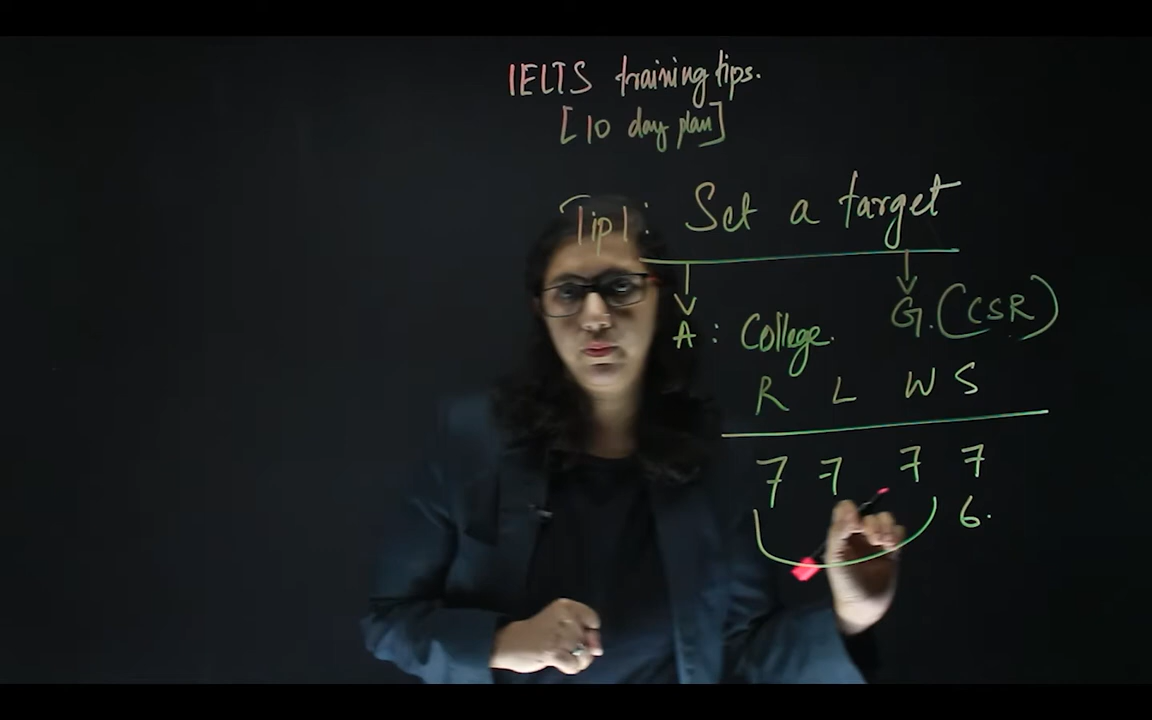 IELTS training tips.
[10 day plan]
Tip 1: Set a target
A: College. G. (CSR)
R L W S
7 7 7 7
6.